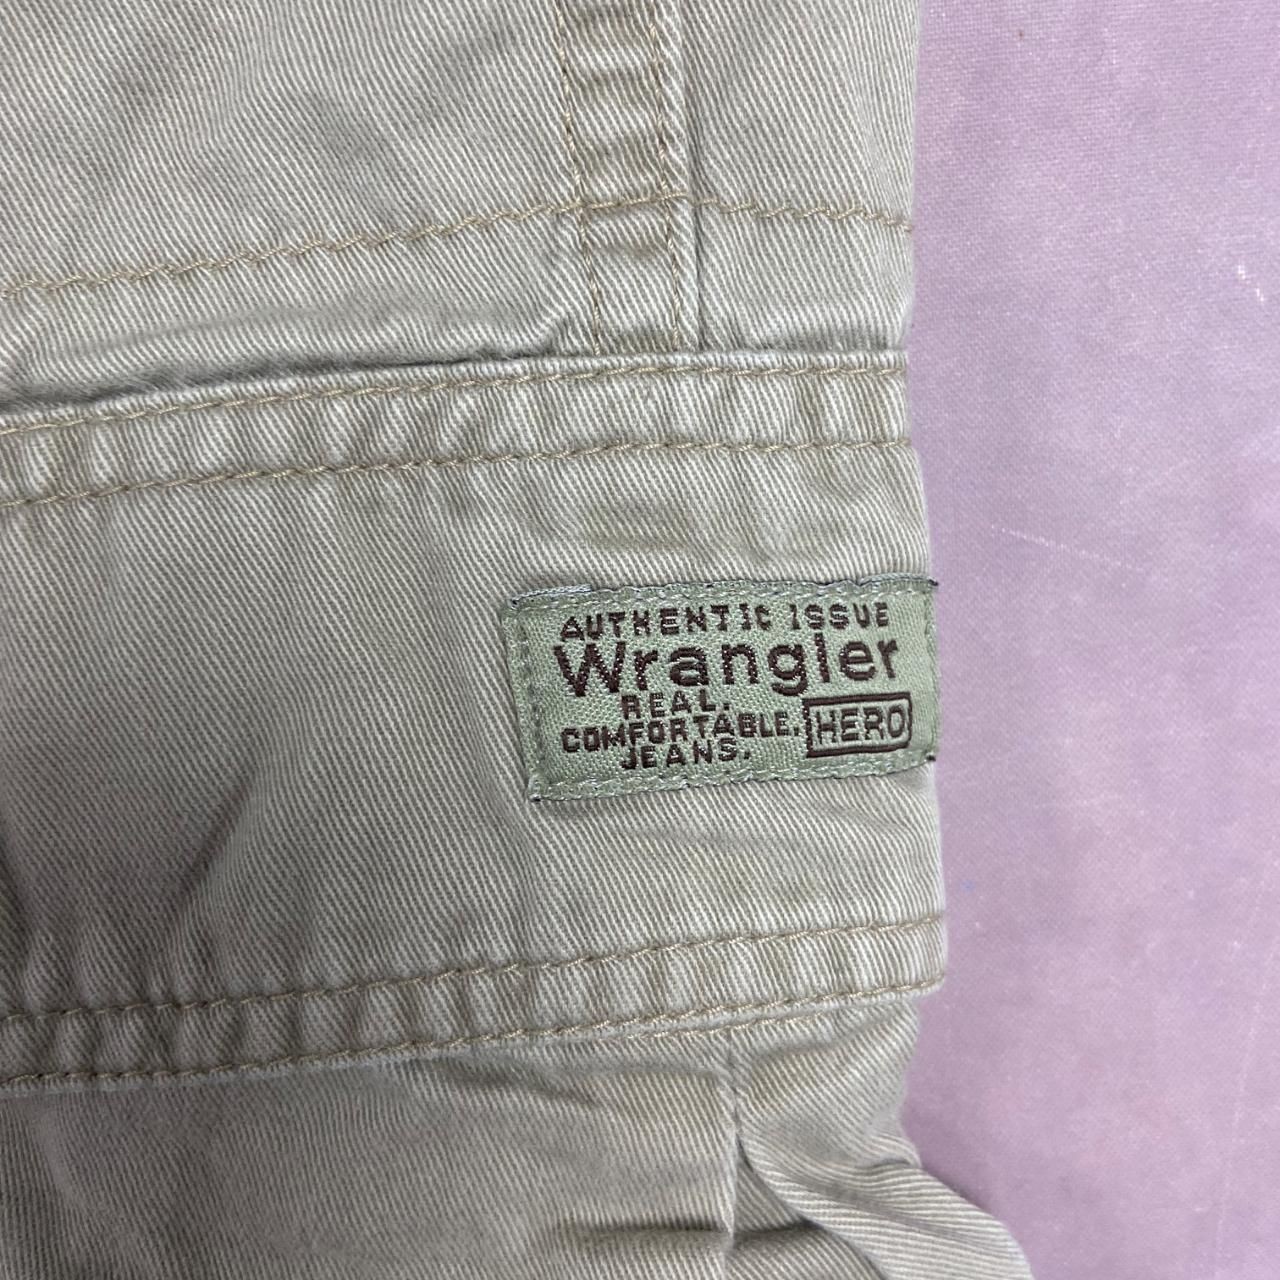 AUTHENTIC ISSUE
Wrangler
REAL.
COMFORTABLE.
JEANS.
HERO